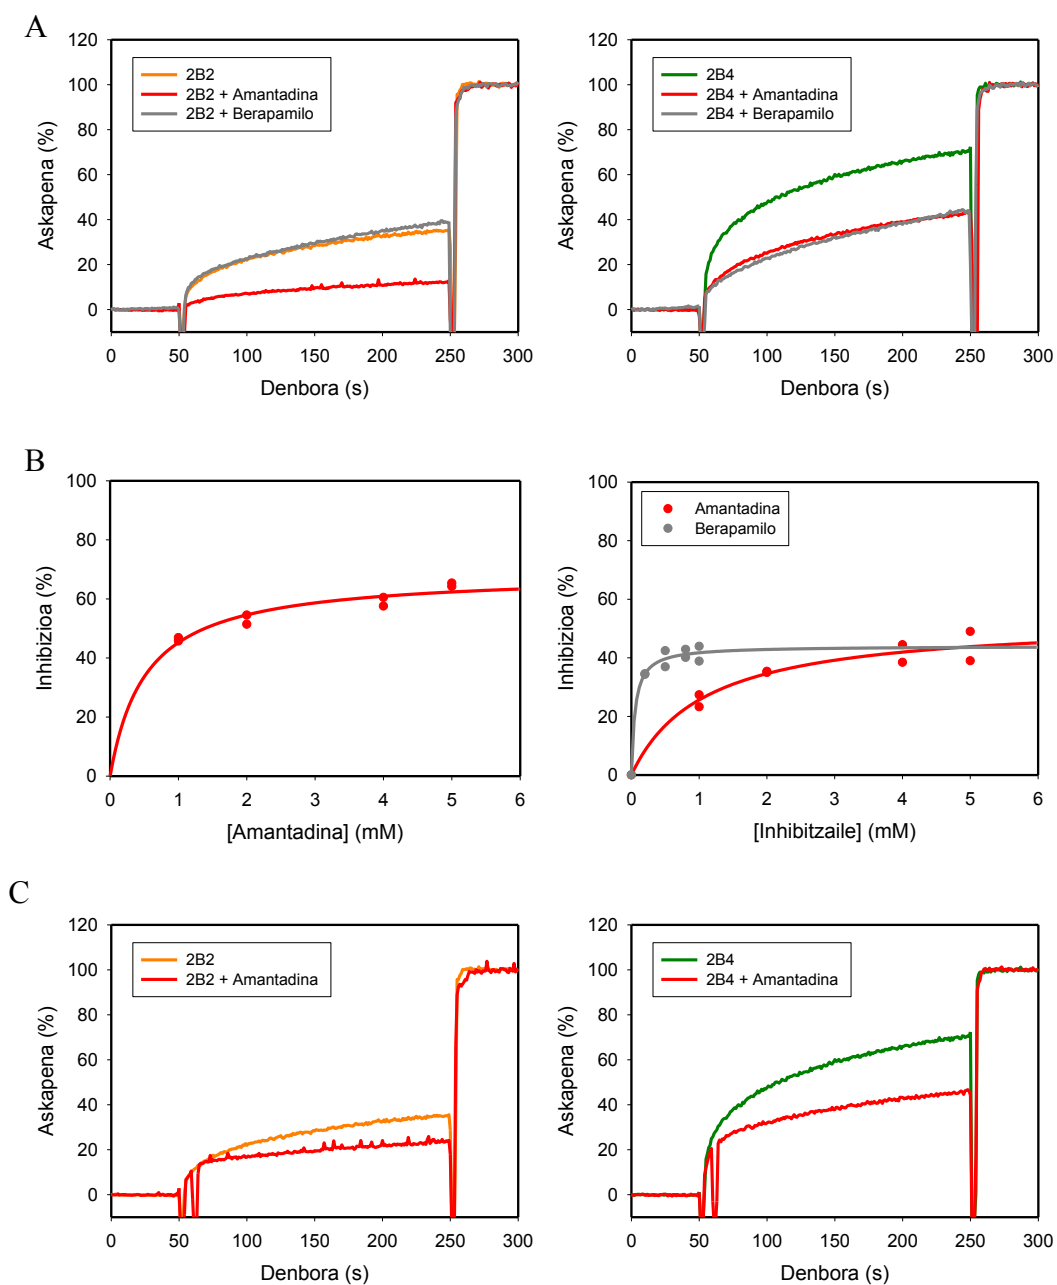 A
120
100
80
60
40
20
0
Askapena (%)
2B2
2B2 + Amantadina
2B2 + Berapamilo
0 50 100 150 200 250 300
Denbora (s)
120
100
80
60
40
20
0
Askapena (%)
2B4
2B4 + Amantadina
2B4 + Berapamilo
0 50 100 150 200 250 300
Denbora (s)
B
100
80
60
40
20
0
Inhibizioa (%)
0 1 2 3 4 5 6
[Amantadina] (mM)
100
80
60
40
20
0
Inhibizioa (%)
Amantadina
Berapamilo
0 1 2 3 4 5 6
[Inhibitzaile] (mM)
C
120
100
80
60
40
20
0
Askapena (%)
2B2
2B2 + Amantadina
0 50 100 150 200 250 300
Denbora (s)
120
100
80
60
40
20
0
Askapena (%)
2B4
2B4 + Amantadina
0 50 100 150 200 250 300
Denbora (s)